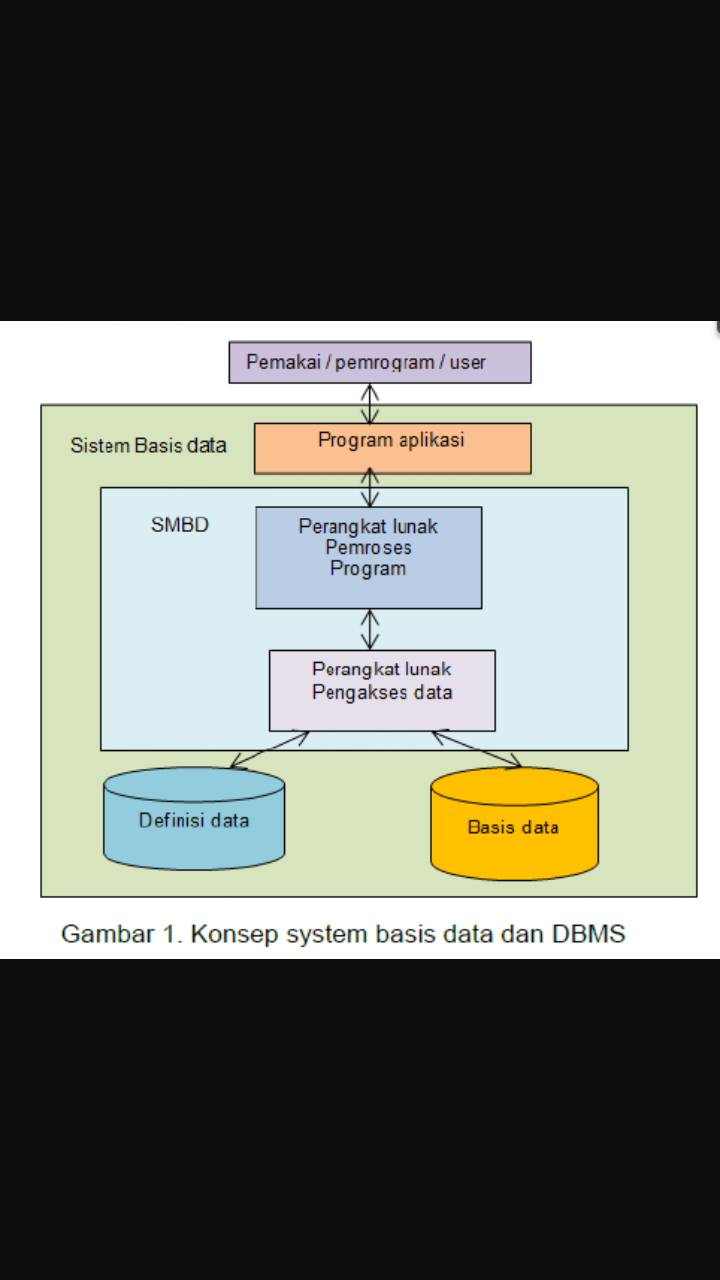 Pemakai / pemrogram / user
Sistem Basis data
Program aplikasi
SMBD
Perangkat lunak
Pemroses
Program
Perangkat lunak
Pengakses data
Definisi data
Basis data
Gambar 1. Konsep system basis data dan DBMS